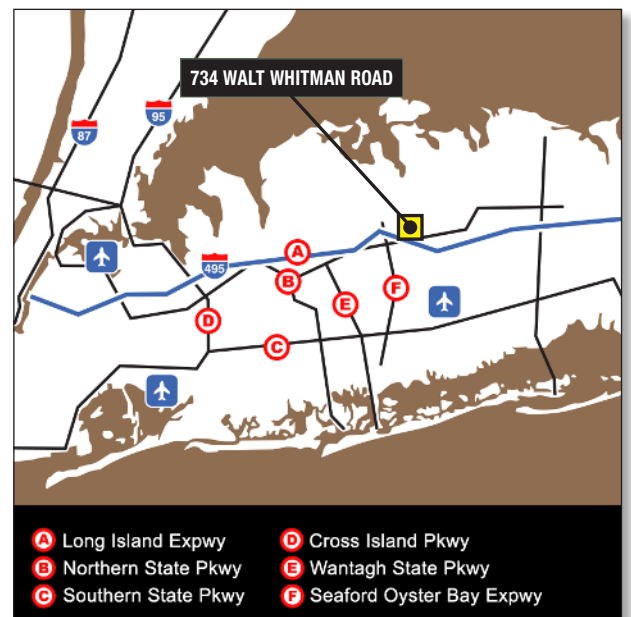 734 WALT WHITMAN ROAD
95
87
A
495
B
F
E
D
C
A Long Island Expwy
B Northern State Pkwy
C Southern State Pkwy
D Cross Island Pkwy
E Wantagh State Pkwy
F Seaford Oyster Bay Expwy